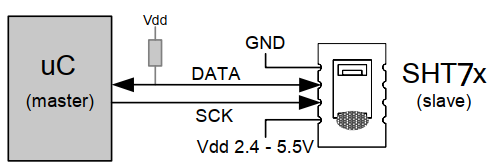 Vdd
uC
(master)
GND
DATA
SCK
Vdd 2.4 - 5.5V
SHT7x
(slave)